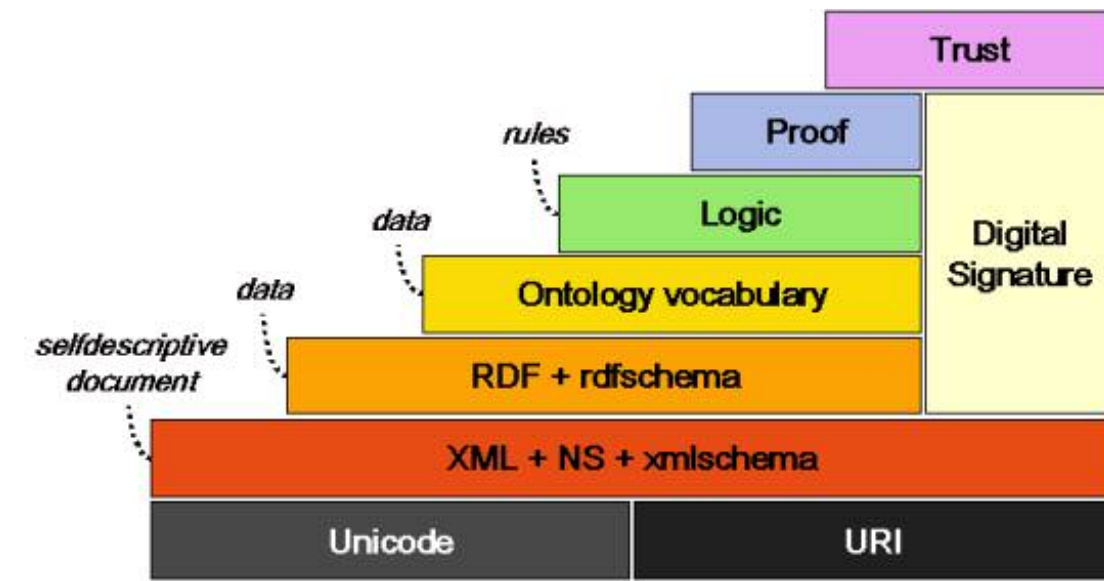 Trust
Proof
rules
Logic
Digital
Signature
data
Ontology vocabulary
data
RDF + rdfschema
selfdescriptive
document
XML + NS + xmlschema
Unicode
URI